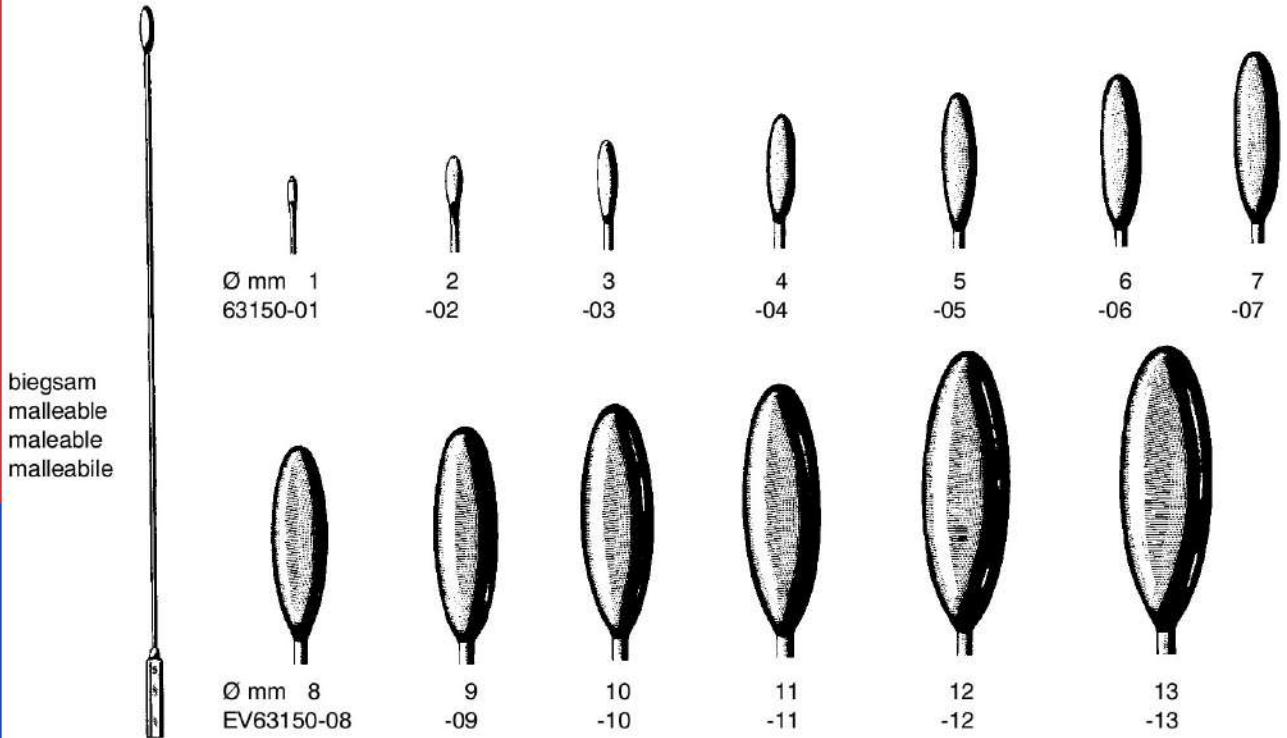 Ø mm 1 2 3 4 5 6 7
63150-01 -02 -03 -04 -05 -06 -07
biegsam
malleable
maleable
malleabile
Ø mm 8 9 10 11 12 13
EV63150-08 -09 -10 -11 -12 -13